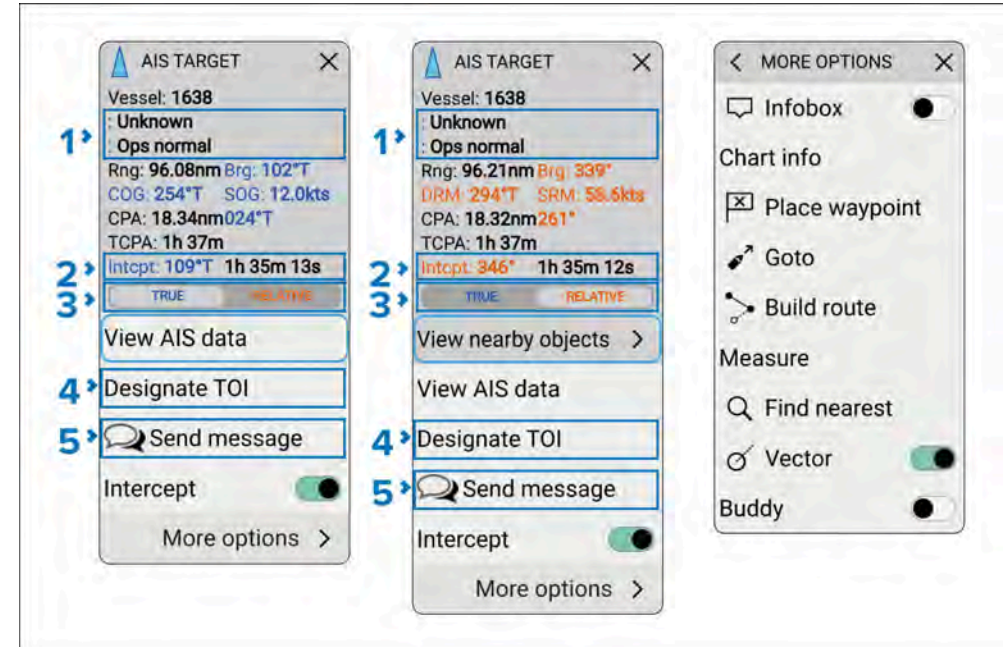 AIS TARGET
Vessel: 1638
1
: Unknown
: Ops normal
Rng: 96.08nm Brg: 102°T
COG: 254°T SOG: 12.0kts
CPA: 18.34nm 024°T
TCPA: 1h 37m
2
Intcpt: 109°T 1h 35m 13s
3
TRUE RELATIVE
View AIS data
4
Designate TOI
5
Send message
Intercept
More options >
AIS TARGET
Vessel: 1638
1
: Unknown
: Ops normal
Rng: 96.21nm Brg: 339°
DRM: 294°T SRM: 58.6kts
CPA: 18.32nm 261°
TCPA: 1h 37m
2
Intcpt: 346° 1h 35m 12s
3
TRUE RELATIVE
View nearby objects >
View AIS data
4
Designate TOI
5
Send message
Intercept
More options >
< MORE OPTIONS
Infobox
Chart info
Place waypoint
Goto
Build route
Measure
Find nearest
Vector
Buddy